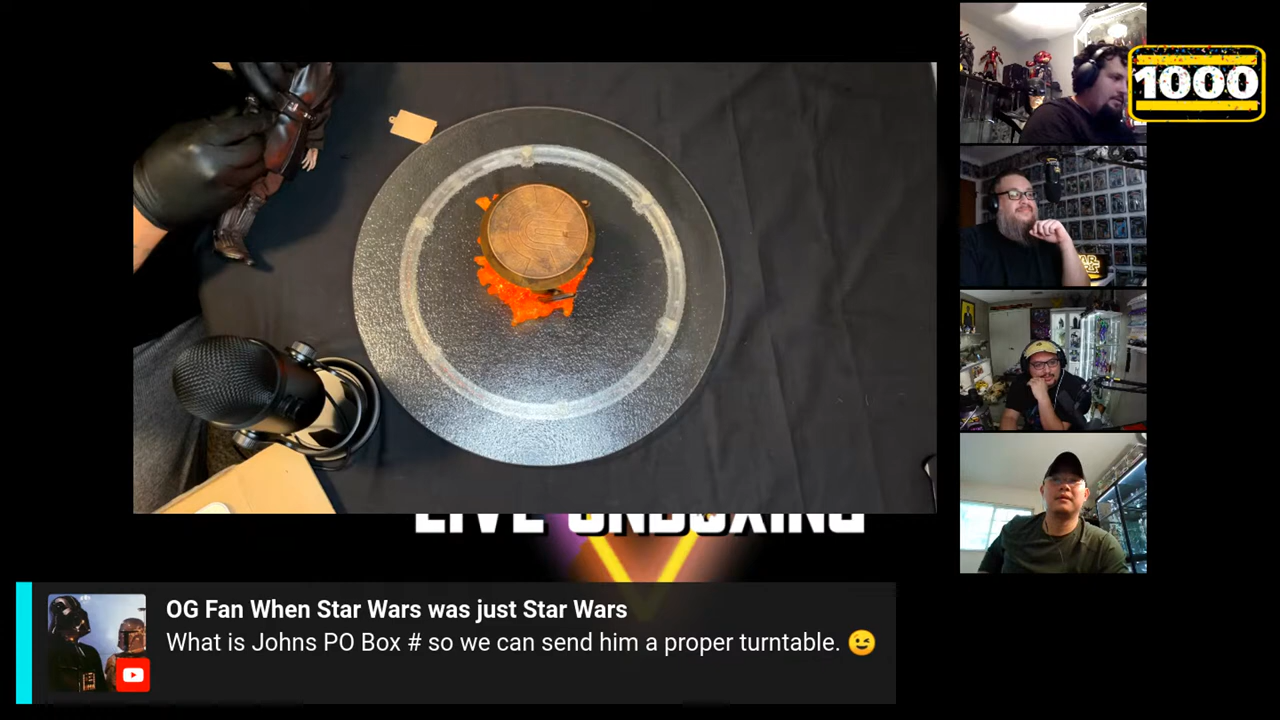 1000
LIVE UNBOXING
OG Fan When Star Wars was just Star Wars
What is Johns PO Box # so we can send him a proper turntable. 😉